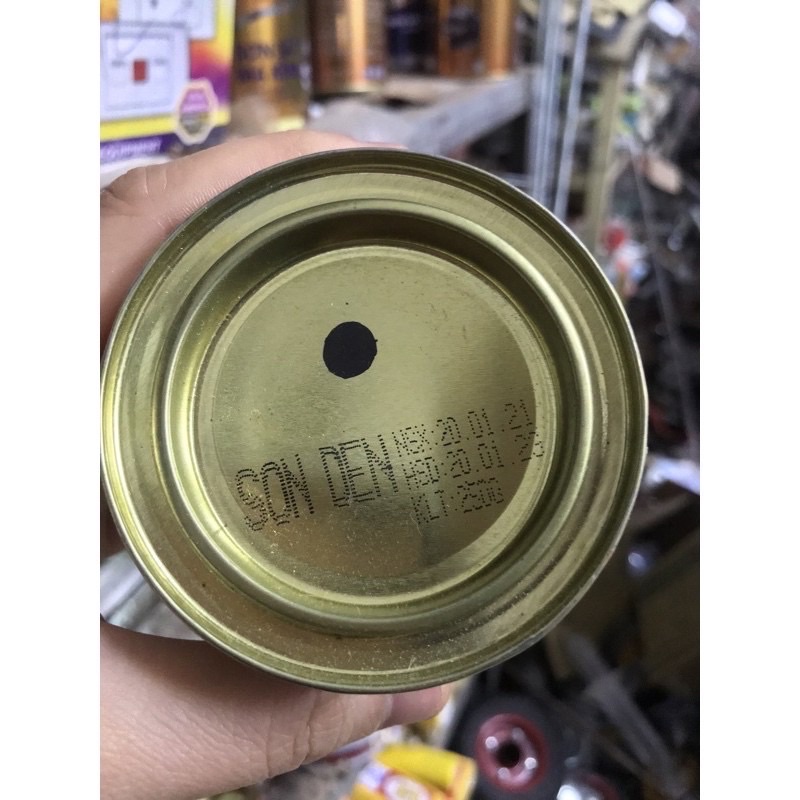 SON DEN
NSX:20.01.21
HSD:20.01.23
KLT:250G